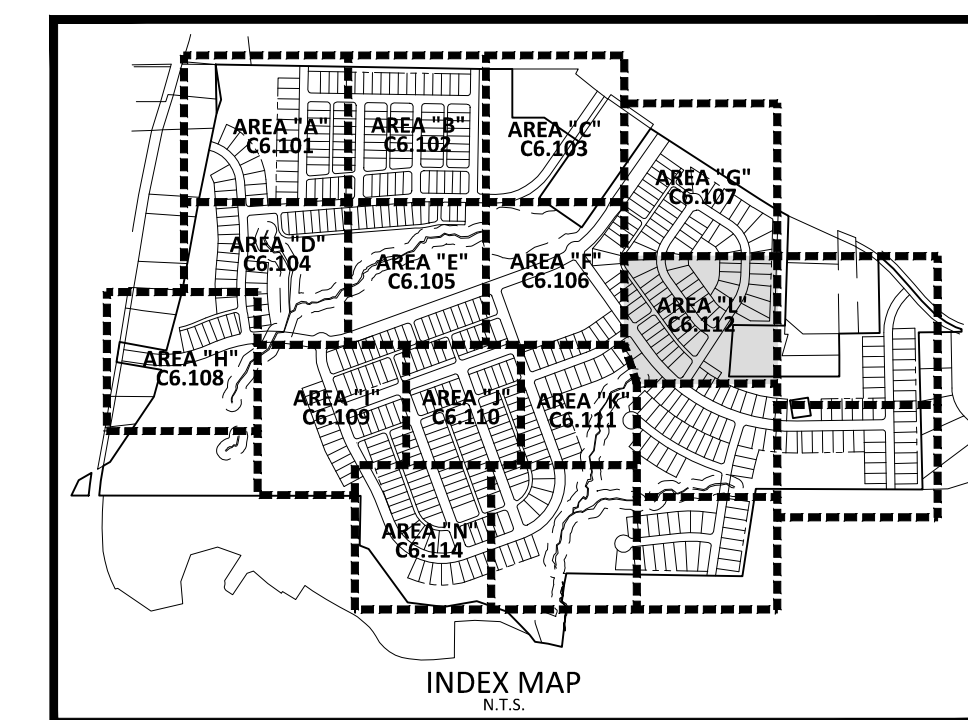 AREA "A"
C6.101
AREA "B"
C6.102
AREA "C"
C6.103
AREA "G"
C6.107
AREA "D"
C6.104
AREA "E"
C6.105
AREA "F"
C6.106
AREA "L"
C6.112
AREA "H"
C6.108
AREA "I"
C6.109
AREA "J"
C6.110
AREA "K"
C6.111
AREA "N"
C6.114
INDEX MAP
N.T.S.